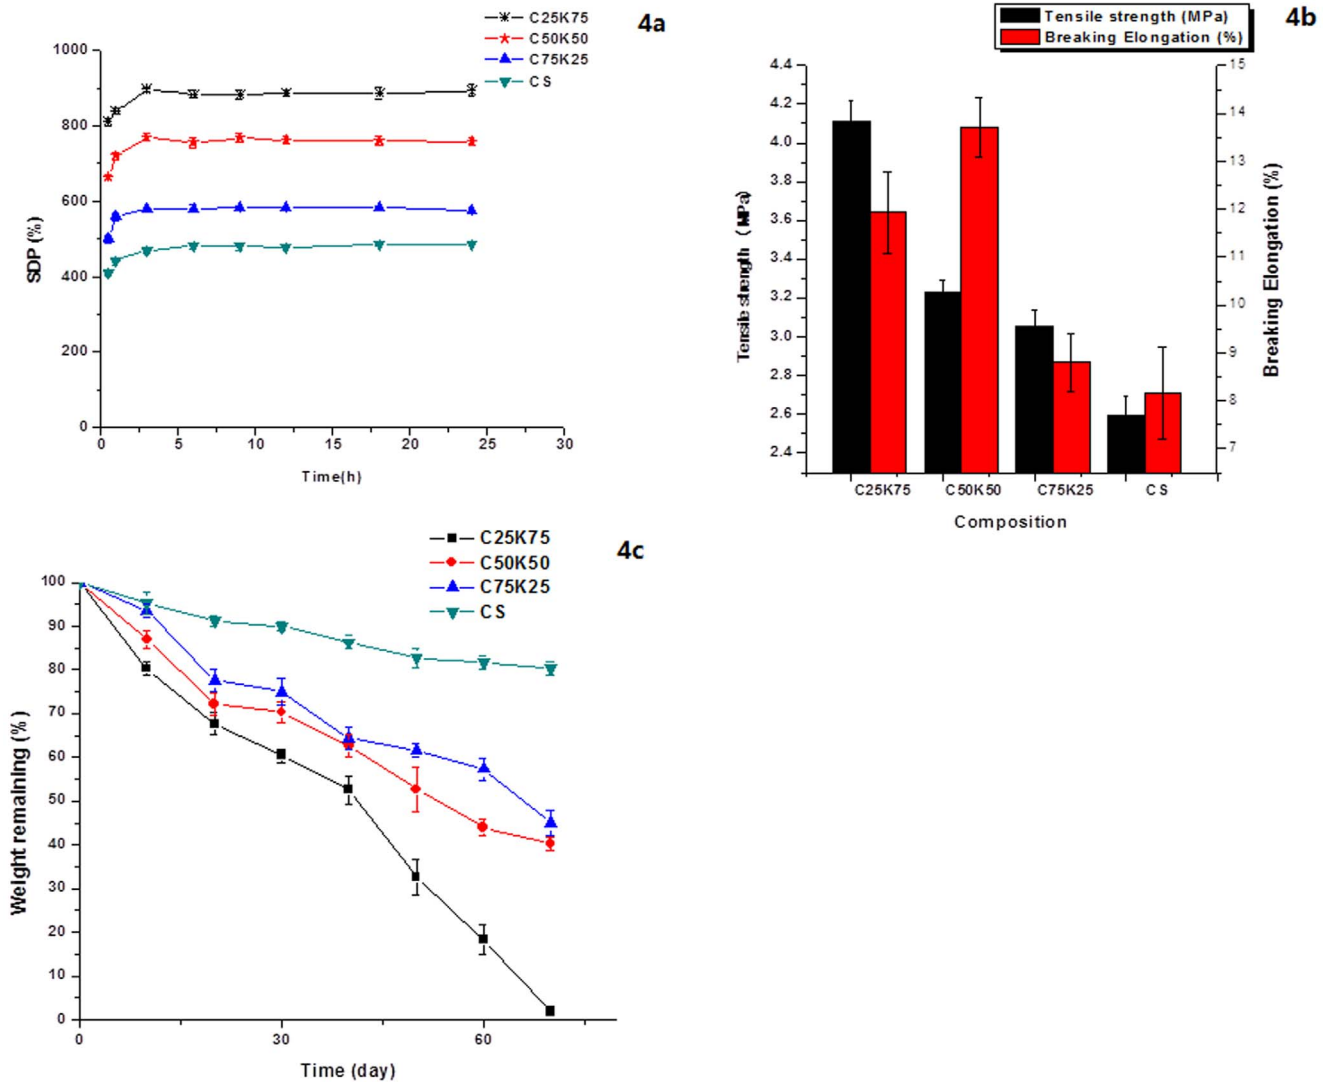 C25K75
C50K50
C75K25
CS
4a
1000
800
600
400
200
0
SDP (%)
0 5 10 15 20 25 30
Time(h)
Tensile strength (MPa)
Breaking Elongation (%)
4b
4.4
4.2
4.0
3.8
3.6
3.4
3.2
3.0
2.8
2.6
2.4
Tensile strength (MPa)
15
14
13
12
11
10
9
8
7
Breaking Elongation (%)
C25K75 C50K50 C75K25 CS
Composition
C25K75
C50K50
C75K25
CS
4c
100
90
80
70
60
50
40
30
20
10
0
Weight remaining (%)
0 30 60
Time (day)